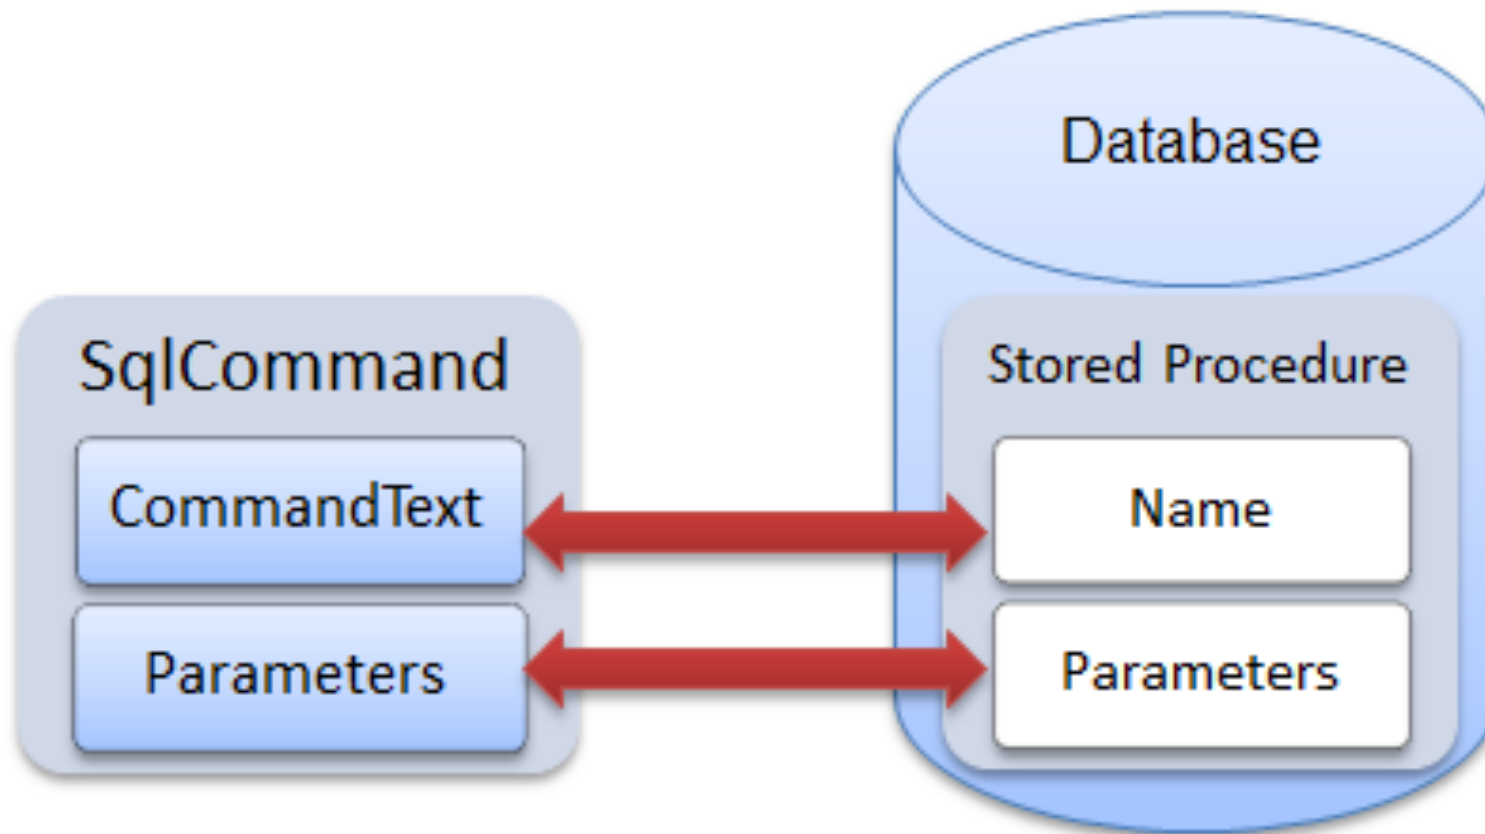 Database
SqlCommand
CommandText
Parameters
Stored Procedure
Name
Parameters